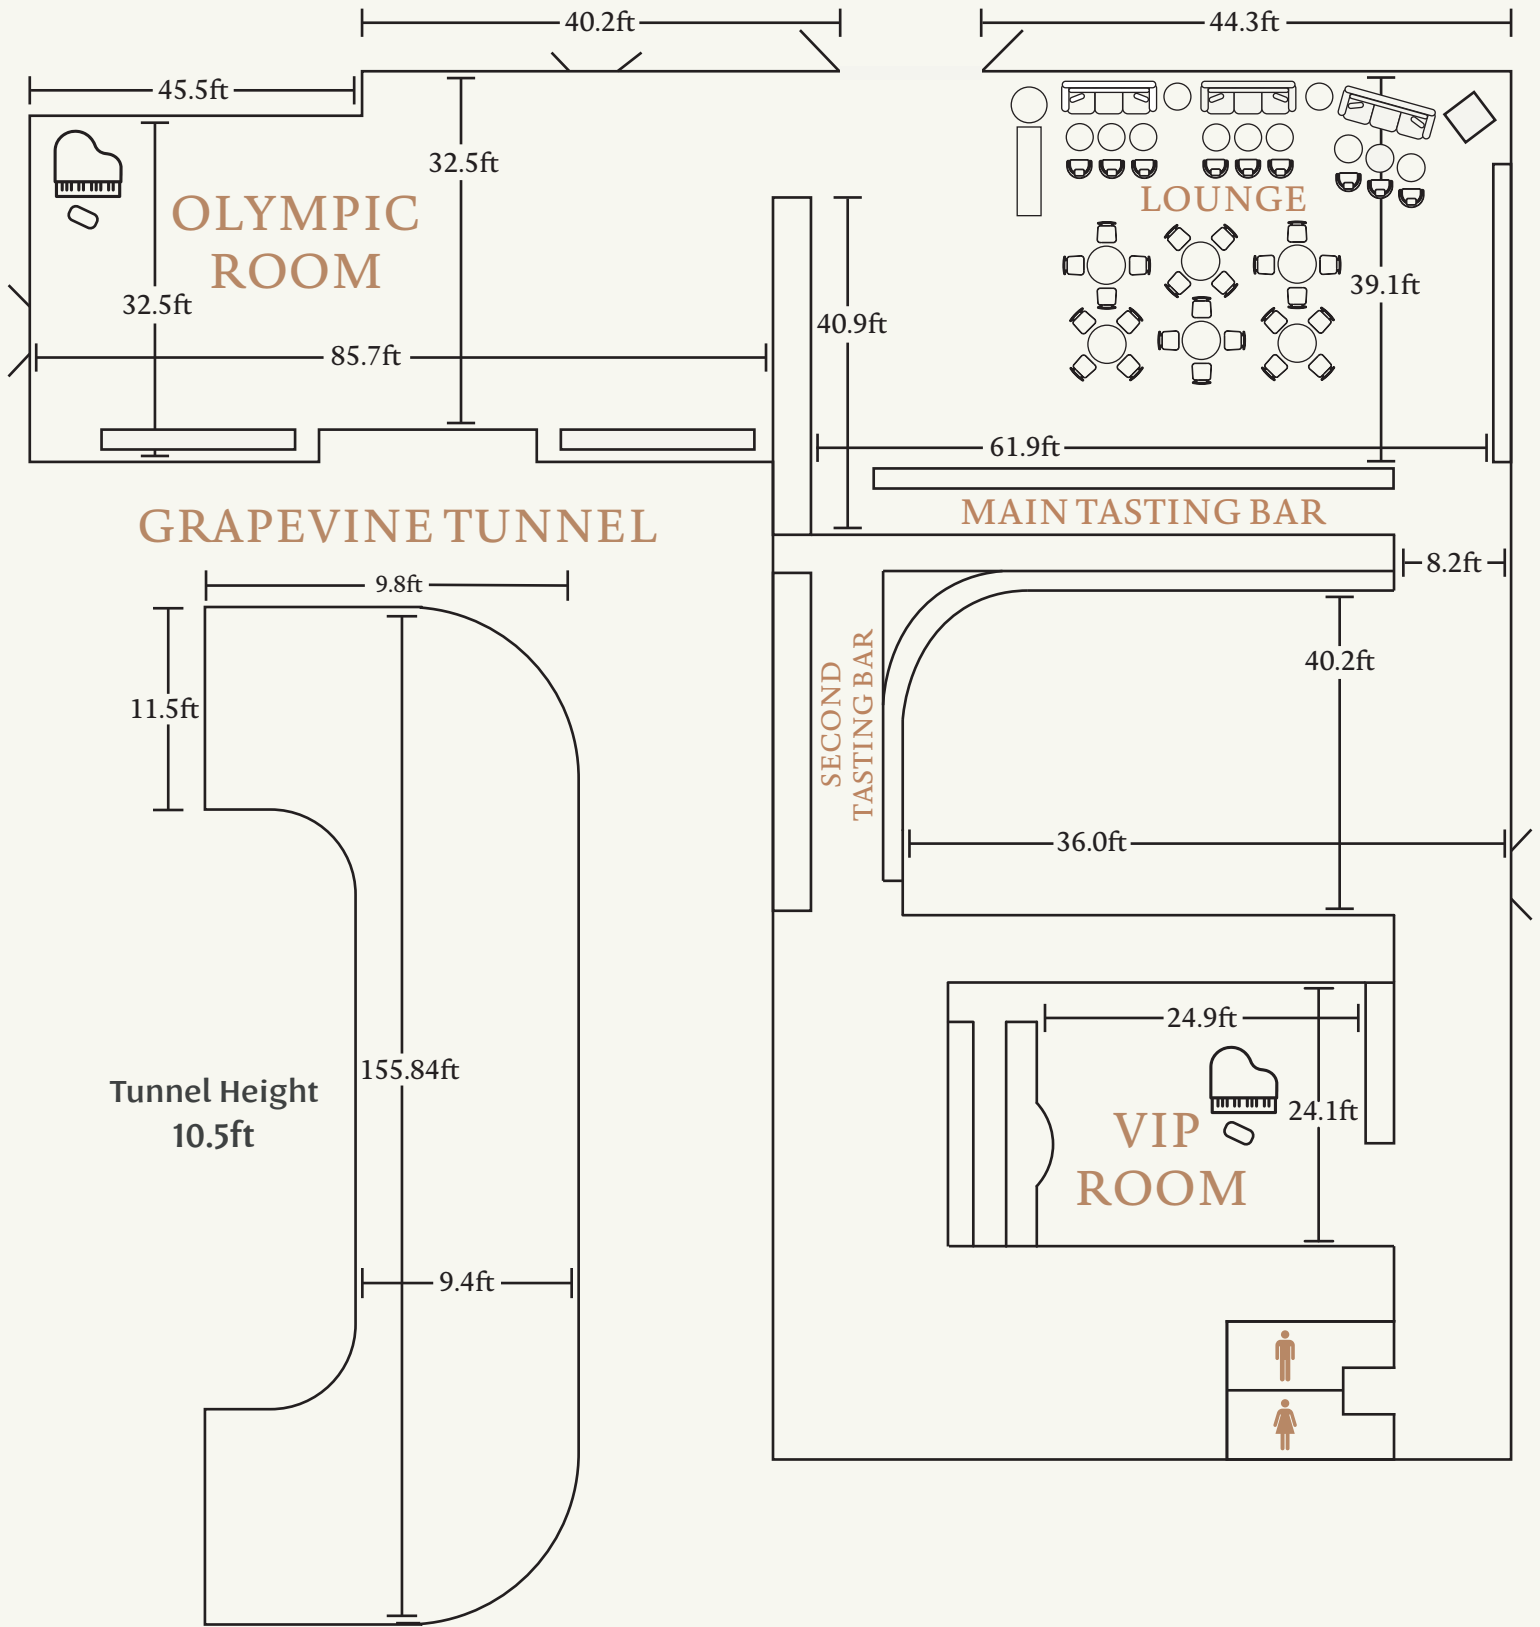 40.2ft
44.3ft
45.5ft
32.5ft
OLYMPIC
ROOM
LOUNGE
32.5ft
39.1ft
40.9ft
85.7ft
61.9ft
MAIN TASTING BAR
GRAPEVINE TUNNEL
8.2ft
9.8ft
40.2ft
11.5ft
SECOND
TASTING BAR
36.0ft
24.9ft
155.84ft
Tunnel Height
10.5ft
24.1ft
VIP
ROOM
9.4ft